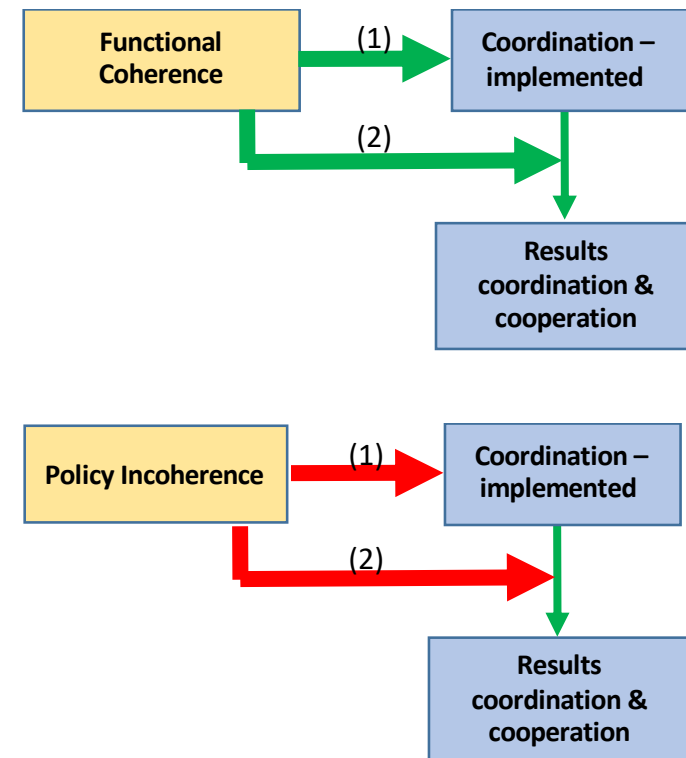 Functional
Coherence
(1)
Coordination –
implemented
(2)
Results
coordination &
cooperation
Policy Incoherence
(1)
Coordination –
implemented
(2)
Results
coordination &
cooperation